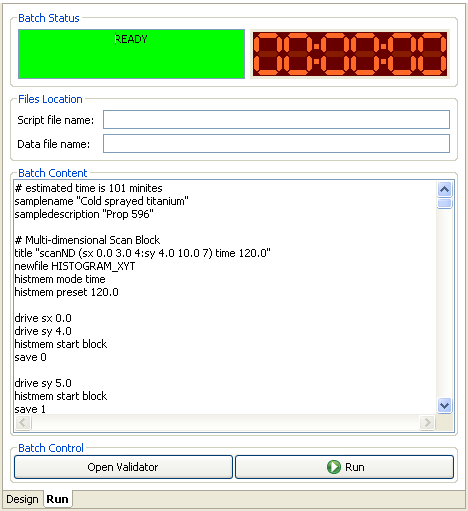 Batch Status
READY
00:00:00
Files Location
Script file name:
Data file name:
Batch Content
# estimated time is 101 minites
samplename "Cold sprayed titanium"
sampledescription "Prop 596"
# Multi-dimensional Scan Block
title "scanND (sx 0.0 3.0 4:sy 4.0 10.0 7) time 120.0"
newfile HISTOGRAM_XYT
histmem mode time
histmem preset 120.0
drive sx 0.0
drive sy 4.0
histmem start block
save 0
drive sy 5.0
histmem start block
save 1
Batch Control
Open Validator
Run
Design Run